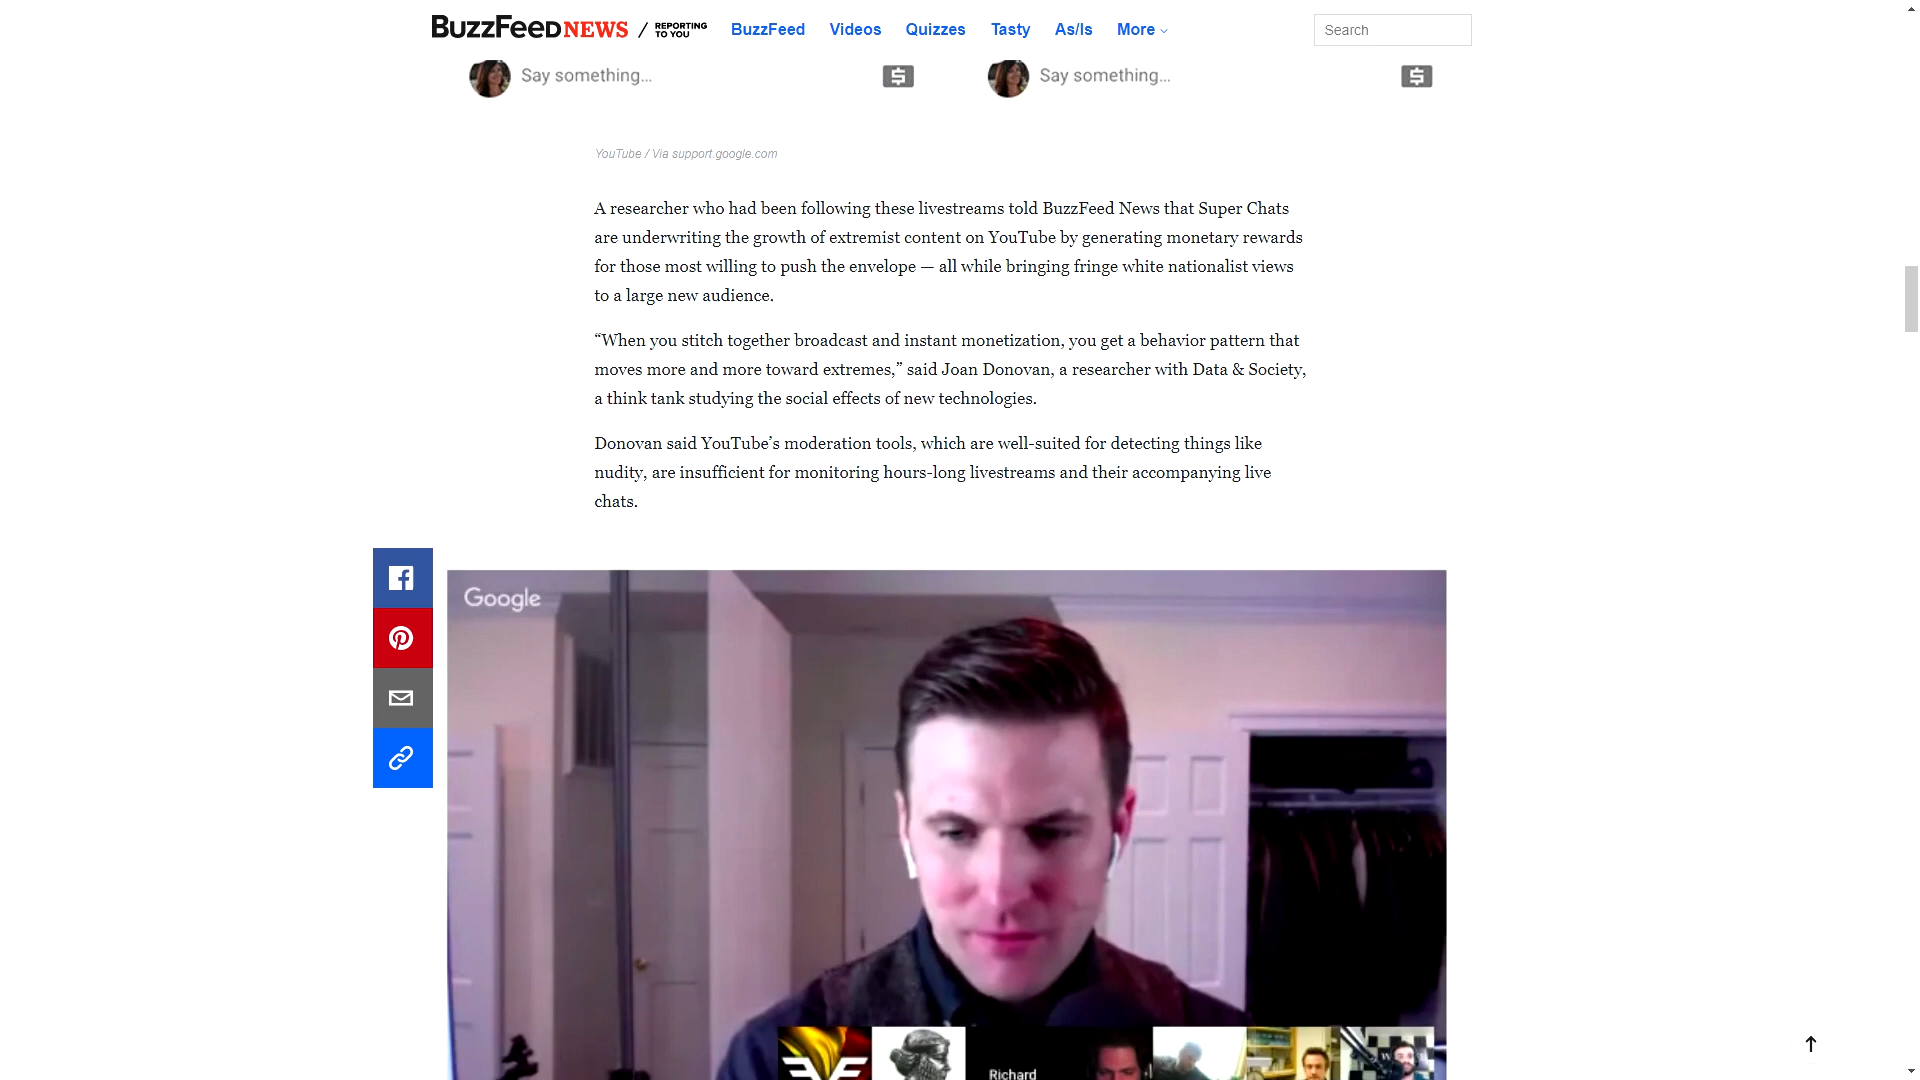 BuzzFeed NEWS / REPORTING TO YOU BuzzFeed Videos Quizzes Tasty As/Is More Search
Say something... Say something...
YouTube / Via support.google.com
A researcher who had been following these livestreams told BuzzFeed News that Super Chats
are underwriting the growth of extremist content on YouTube by generating monetary rewards
for those most willing to push the envelope — all while bringing fringe white nationalist views
to a large new audience.
“When you stitch together broadcast and instant monetization, you get a behavior pattern that
moves more and more toward extremes,” said Joan Donovan, a researcher with Data & Society,
a think tank studying the social effects of new technologies.
Donovan said YouTube’s moderation tools, which are well-suited for detecting things like
nudity, are insufficient for monitoring hours-long livestreams and their accompanying live
chats.
Google
Richard